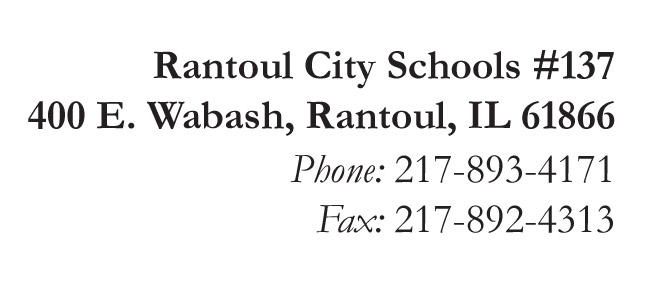 Rantoul City Schools #137
400 E. Wabash, Rantoul, IL 61866
Phone: 217-893-4171
Fax: 217-892-4313